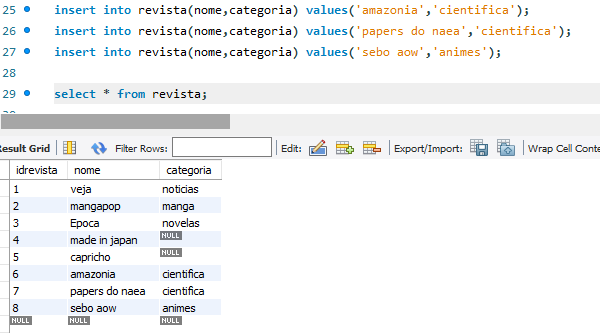 25 insert into revista(nome,categoria) values('amazonia','cientifica');
26 insert into revista(nome,categoria) values('papers do naea','cientifica');
27 insert into revista(nome,categoria) values('sebo aow','animes');
28
29 select * from revista;
Result Grid Filter Rows: Edit: Export/Import: Wrap Cell Conte
idrevista nome categoria
1 veja noticias
2 mangapop manga
3 Epoca novelas
4 made in japan NULL
5 capricho NULL
6 amazonia cientifica
7 papers do naea cientifica
8 sebo aow animes
NULL NULL NULL